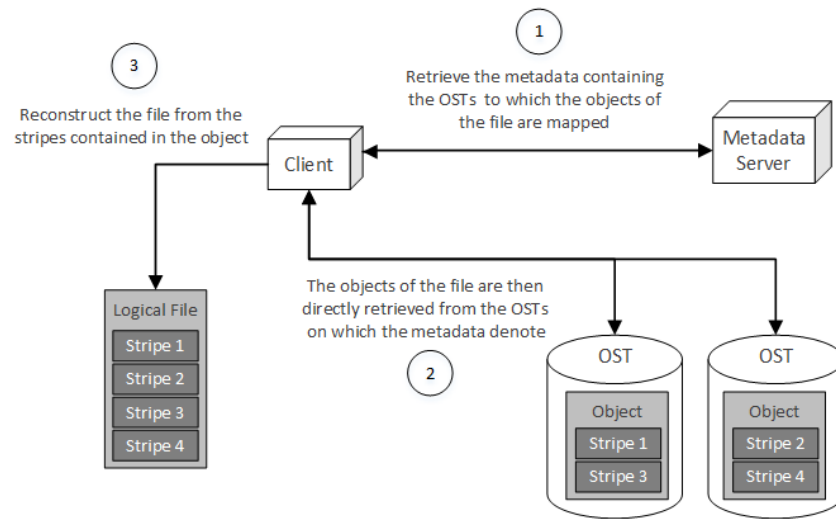 3
Reconstruct the file from the
stripes contained in the object
1
Retrieve the metadata containing
the OSTs to which the objects of
the file are mapped
Client
Metadata
Server
The objects of the file are then
directly retrieved from the OSTs
on which the metadata denote
2
Logical File
Stripe 1
Stripe 2
Stripe 3
Stripe 4
OST
Object
Stripe 1
Stripe 3
OST
Object
Stripe 2
Stripe 4